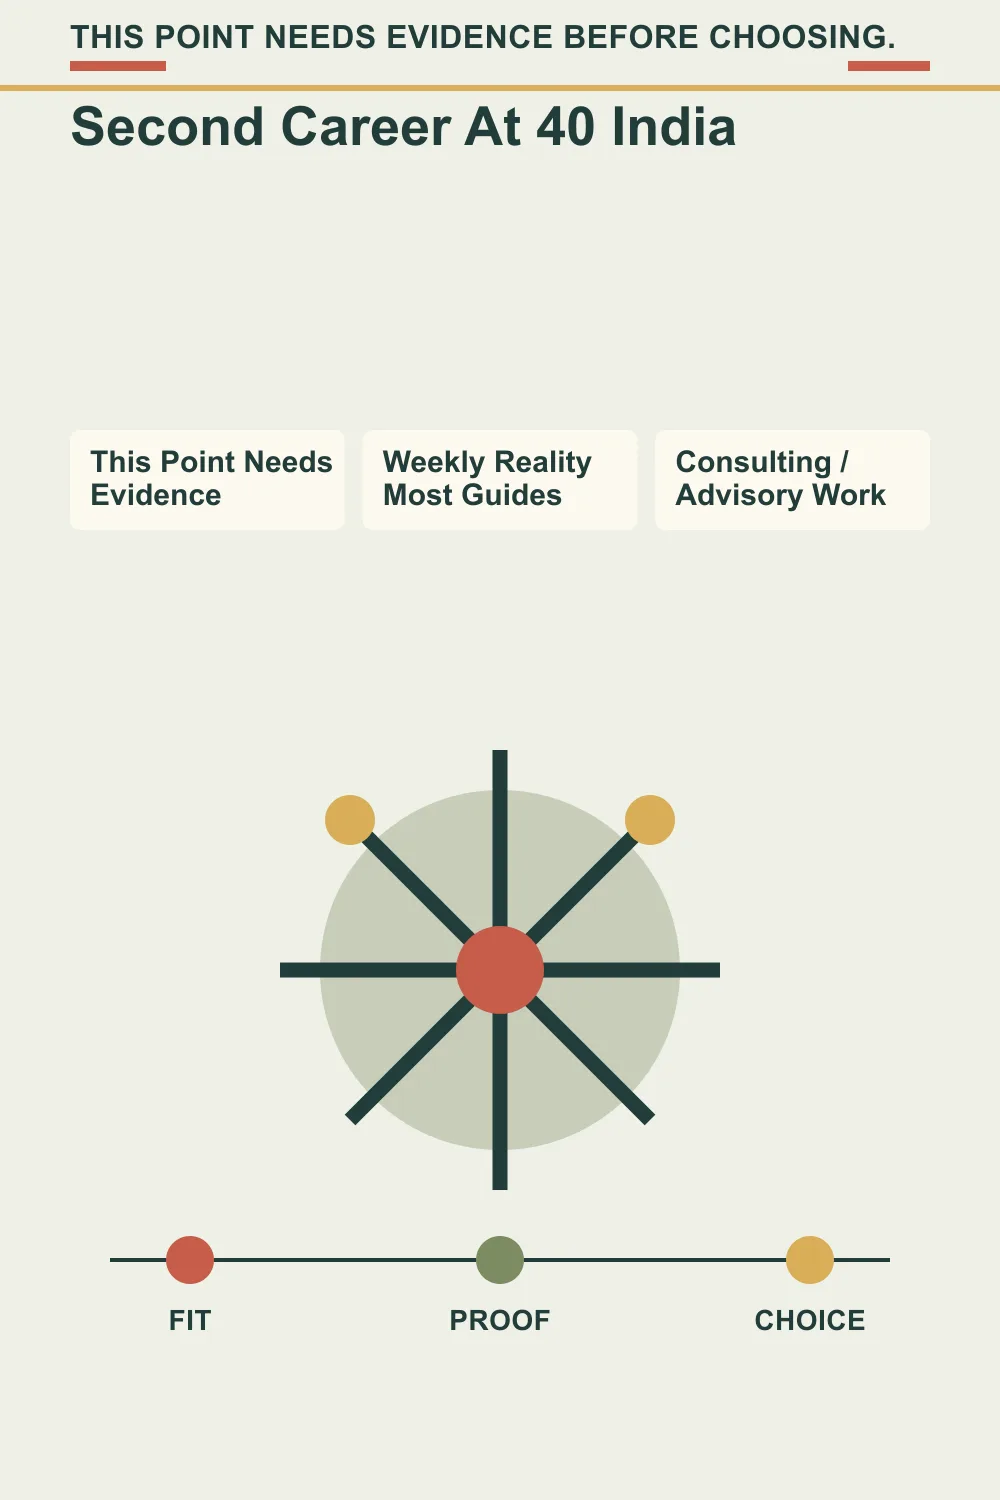 THIS POINT NEEDS EVIDENCE BEFORE CHOOSING.
Second Career At 40 India
This Point Needs
Evidence
Weekly Reality
Most Guides
Consulting /
Advisory Work
FIT
PROOF
CHOICE